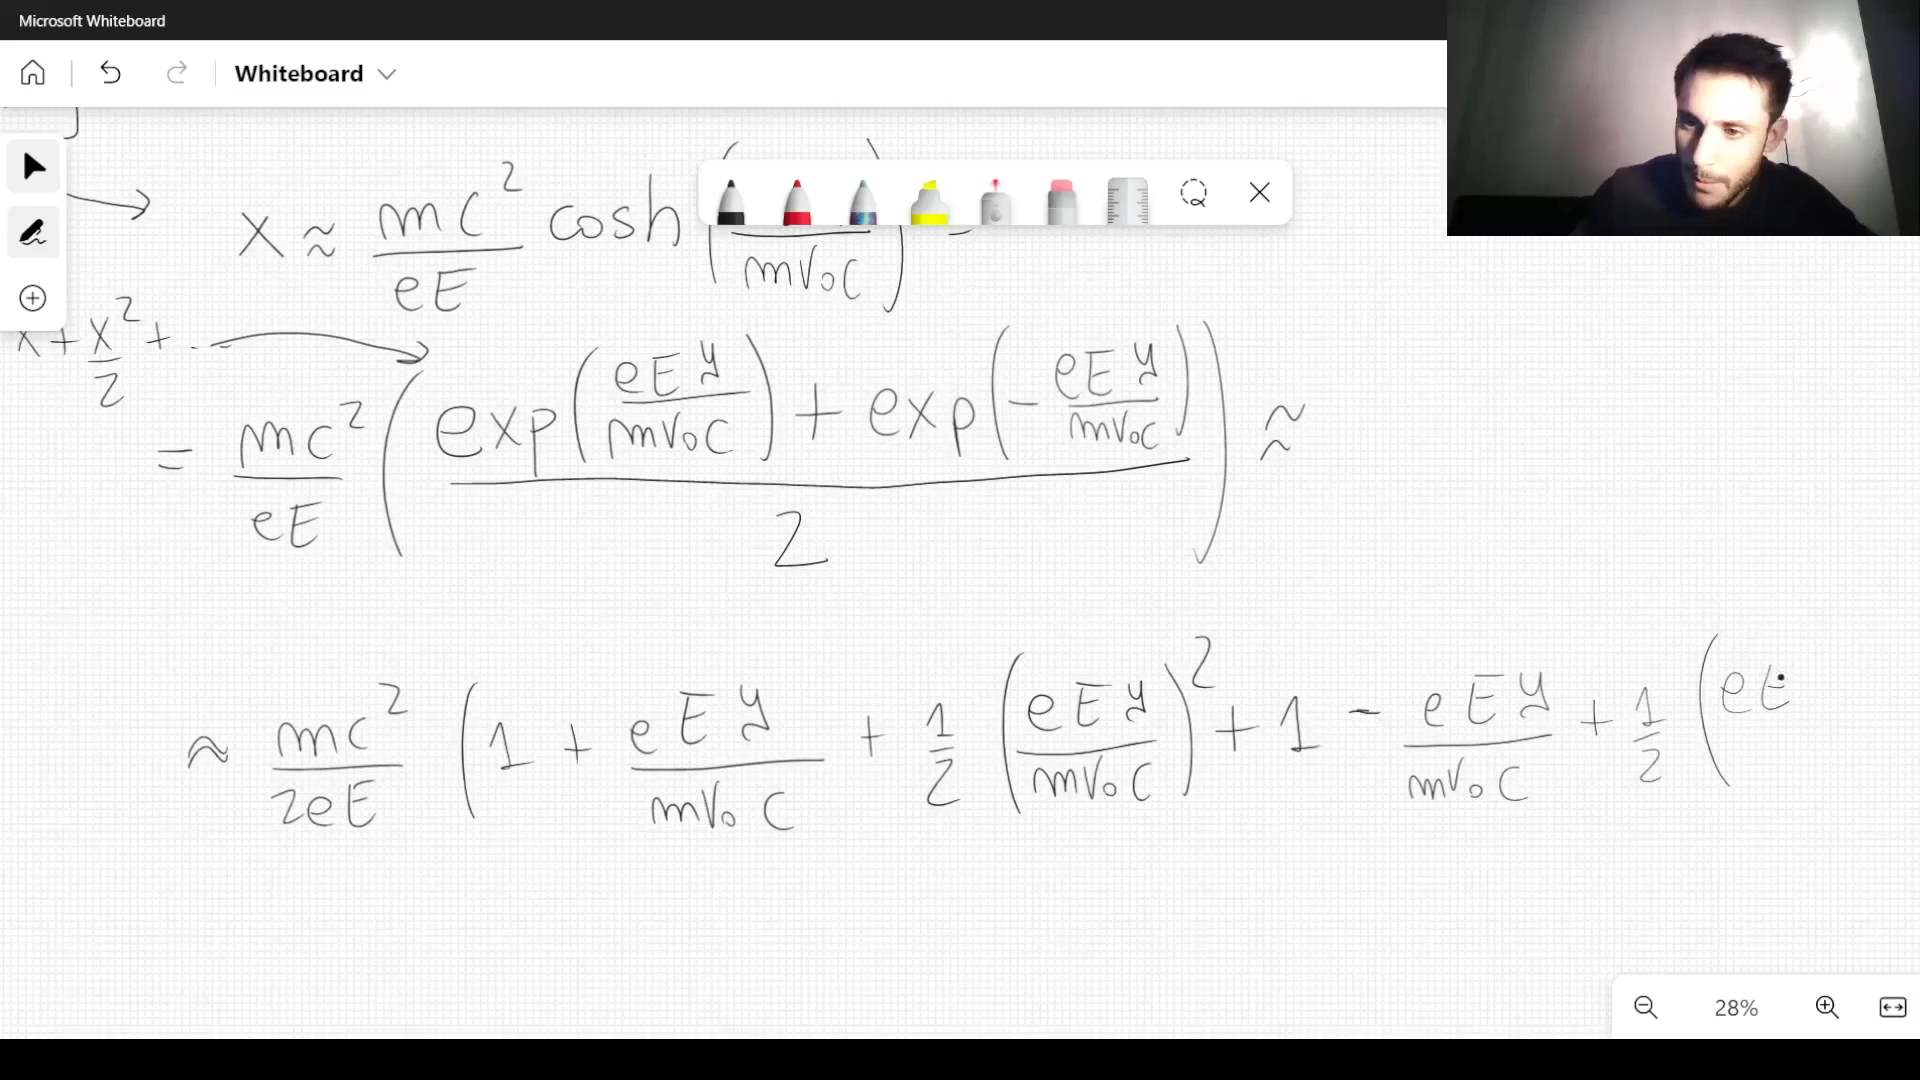 Microsoft Whiteboard
Whiteboard
x ≈ mc² / eE cosh ( / mV₀C ) =
x + x²/2 + ...
= mc²/eE ( (exp(eEy/mV₀C) + exp(-eEy/mV₀C)) / 2 ) ≈
≈ mc²/2eE ( 1 + eEy/mV₀C + 1/2 (eEy/mV₀C)² + 1 - eEy/mV₀C + 1/2 (eE
28%